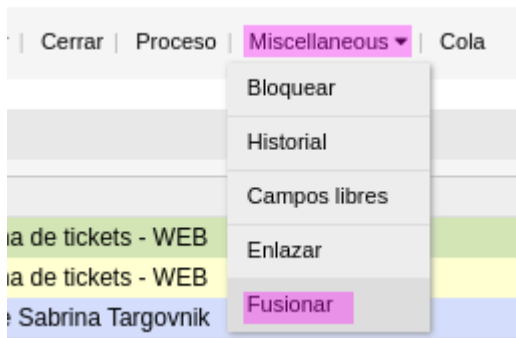 Cerrar | Proceso | Miscellaneous | Cola
Bloquear
Historial
Campos libres
de tickets - WEB
Enlazar
de tickets - WEB
Sabrina Targovnik
Fusionar